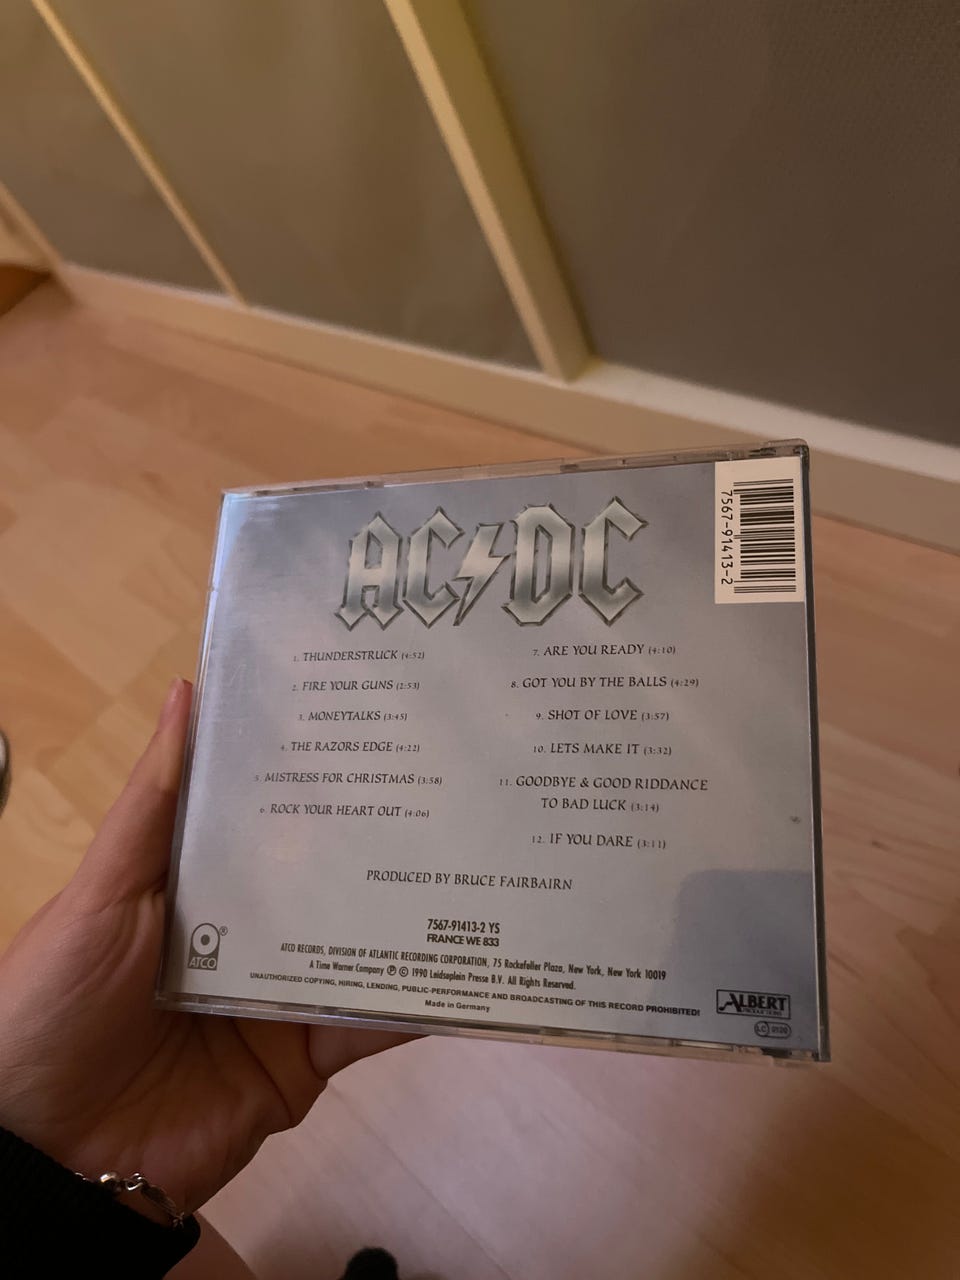 AC/DC
7567-91413-2
1. THUNDERSTRUCK (4:52)
2. FIRE YOUR GUNS (2:53)
3. MONEYTALKS (3:45)
4. THE RAZORS EDGE (4:22)
5. MISTRESS FOR CHRISTMAS (3:58)
6. ROCK YOUR HEART OUT (4:06)
7. ARE YOU READY (4:10)
8. GOT YOU BY THE BALLS (4:29)
9. SHOT OF LOVE (3:57)
10. LETS MAKE IT (3:32)
11. GOODBYE & GOOD RIDDANCE
TO BAD LUCK (3:14)
12. IF YOU DARE (3:11)
PRODUCED BY BRUCE FAIRBAIRN
7567-91413-2 YS
FRANCE WE 833
ATCO RECORDS, DIVISION OF ATLANTIC RECORDING CORPORATION, 75 Rockefeller Plaza, New York, New York 10019
A Time Warner Company Ⓟ © 1990 Leidseplein Presse B.V. All Rights Reserved.
UNAUTHORIZED COPYING, HIRING, LENDING, PUBLIC-PERFORMANCE AND BROADCASTING OF THIS RECORD PROHIBITED!
Made in Germany
ATCO ®
ALBERT
PRODUCTIONS
LC 0120